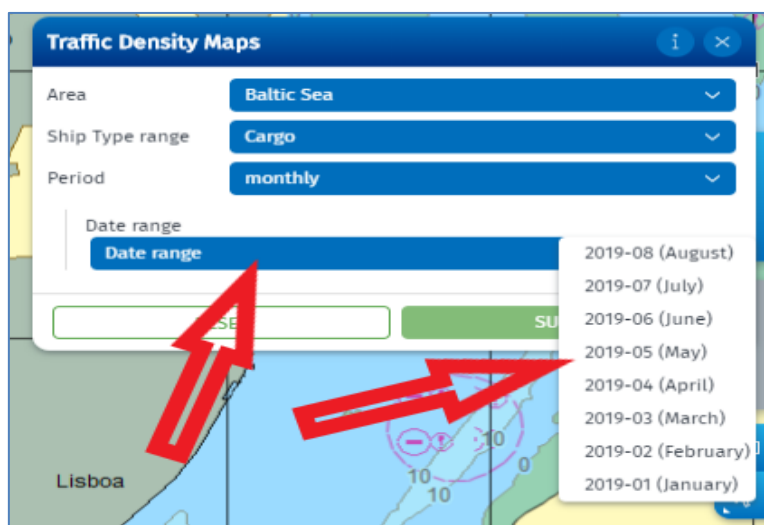 Traffic Density Maps
Area Baltic Sea
Ship Type range Cargo
Period monthly
Date range
Date range
2019-08 (August)
2019-07 (July)
2019-06 (June)
2019-05 (May)
2019-04 (April)
2019-03 (March)
2019-02 (February)
2019-01 (January)
Lisboa
10
0
10
10